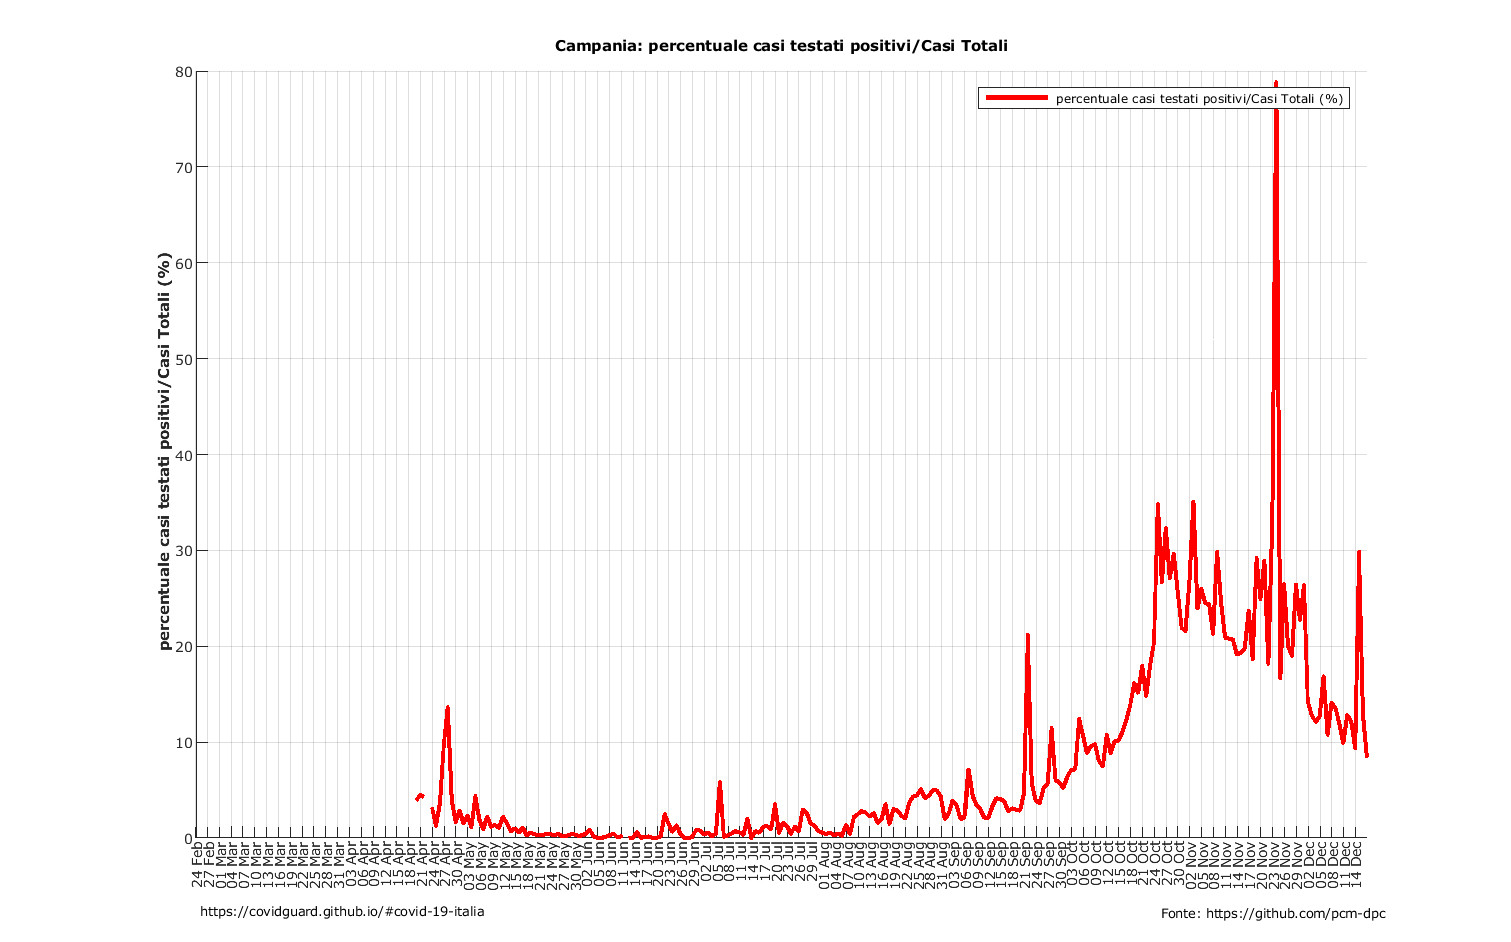 Campania: percentuale casi testati positivi/Casi Totali
percentuale casi testati positivi/Casi Totali (%)
percentuale casi testati positivi/Casi Totali (%)
80
70
60
50
40
30
20
10
0
24 Feb
27 Feb
01 Mar
04 Mar
07 Mar
10 Mar
13 Mar
16 Mar
19 Mar
22 Mar
25 Mar
28 Mar
31 Mar
03 Apr
06 Apr
09 Apr
12 Apr
15 Apr
18 Apr
21 Apr
24 Apr
27 Apr
30 Apr
03 May
06 May
09 May
12 May
15 May
18 May
21 May
24 May
27 May
31 May
02 Jun
05 Jun
08 Jun
11 Jun
14 Jun
17 Jun
20 Jun
23 Jun
26 Jun
29 Jun
02 Jul
05 Jul
08 Jul
11 Jul
14 Jul
17 Jul
20 Jul
23 Jul
26 Jul
29 Jul
01 Aug
04 Aug
07 Aug
10 Aug
13 Aug
16 Aug
19 Aug
22 Aug
25 Aug
28 Aug
31 Aug
03 Sep
06 Sep
09 Sep
12 Sep
15 Sep
18 Sep
21 Sep
24 Sep
27 Sep
30 Sep
03 Oct
06 Oct
09 Oct
12 Oct
15 Oct
18 Oct
21 Oct
24 Oct
27 Oct
30 Oct
02 Nov
05 Nov
08 Nov
11 Nov
14 Nov
17 Nov
20 Nov
23 Nov
26 Nov
29 Nov
02 Dec
05 Dec
08 Dec
11 Dec
14 Dec
https://covidguard.github.io/#covid-19-italia
Fonte: https://github.com/pcm-dpc